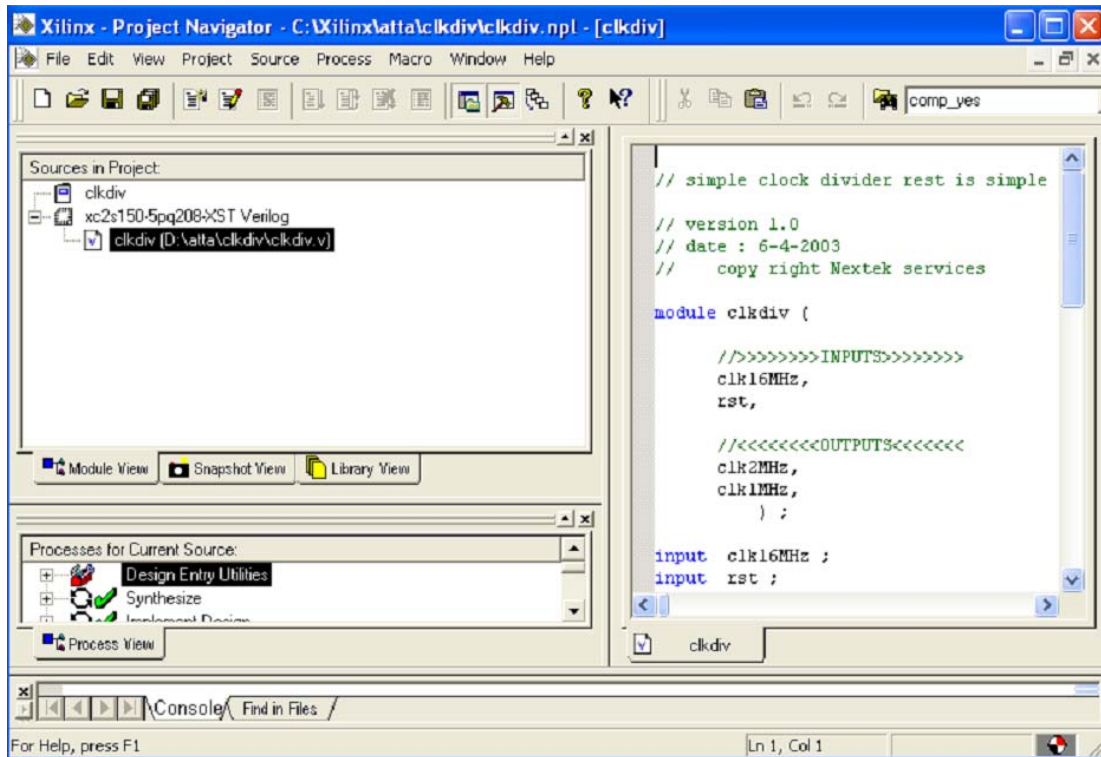 Xilinx - Project Navigator - C:\Xilinx\atta\clkdiv\clkdiv.npl - [clkdiv]
File Edit View Project Source Process Macro Window Help
comp_yes
Sources in Project:
clkdiv
xc2s150-5pq208-XST Verilog
clkdiv (D:\atta\clkdiv\clkdiv.v)
Module View Snapshot View Library View
Processes for Current Source:
Design Entry Utilities
Synthesize
Implement Design
Process View
// simple clock divider rest is simple
// version 1.0
// date : 6-4-2003
// copy right Nextek services
module clkdiv (
//>>>>>>>>INPUTS>>>>>>>>
clk16MHz,
rst,
//<<<<<<<<<OUTPUTS<<<<<<<
clk2MHz,
clk1MHz,
) ;
input clk16MHz ;
input rst ;
clkdiv
Console Find in Files
For Help, press F1
Ln 1, Col 1